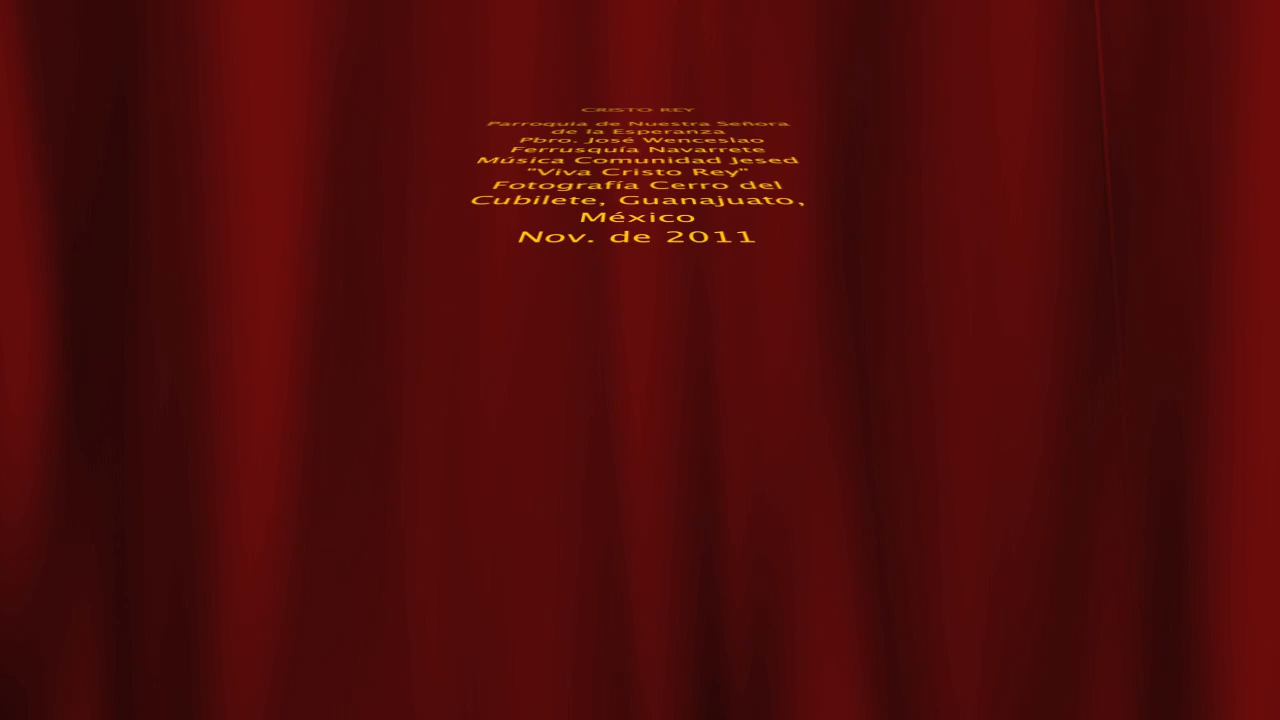 CRISTO REY
Parroquia de Nuestra Señora
de la Esperanza
Pbro. José Wenceslao
Ferrusquía Navarrete
Música Comunidad Jesed
"Viva Cristo Rey"
Fotografía Cerro del
Cubilete, Guanajuato,
México
Nov. de 2011